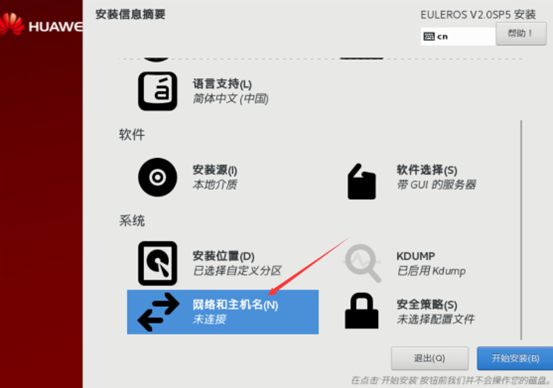 HUAWE
安装信息摘要
EULEROS V2.0SP5 安装
cn
帮助！
语言支持(L)
简体中文 (中国)
软件
安装源(I)
本地介质
软件选择(S)
带 GUI 的服务器
系统
安装位置(D)
已选择自定义分区
KDUMP
已启用 Kdump
网络和主机名(N)
未连接
安全策略(S)
未选择配置文件
退出(Q)
开始安装(B)
在点击'开始安装'按钮前我们并不会操作您的磁盘。